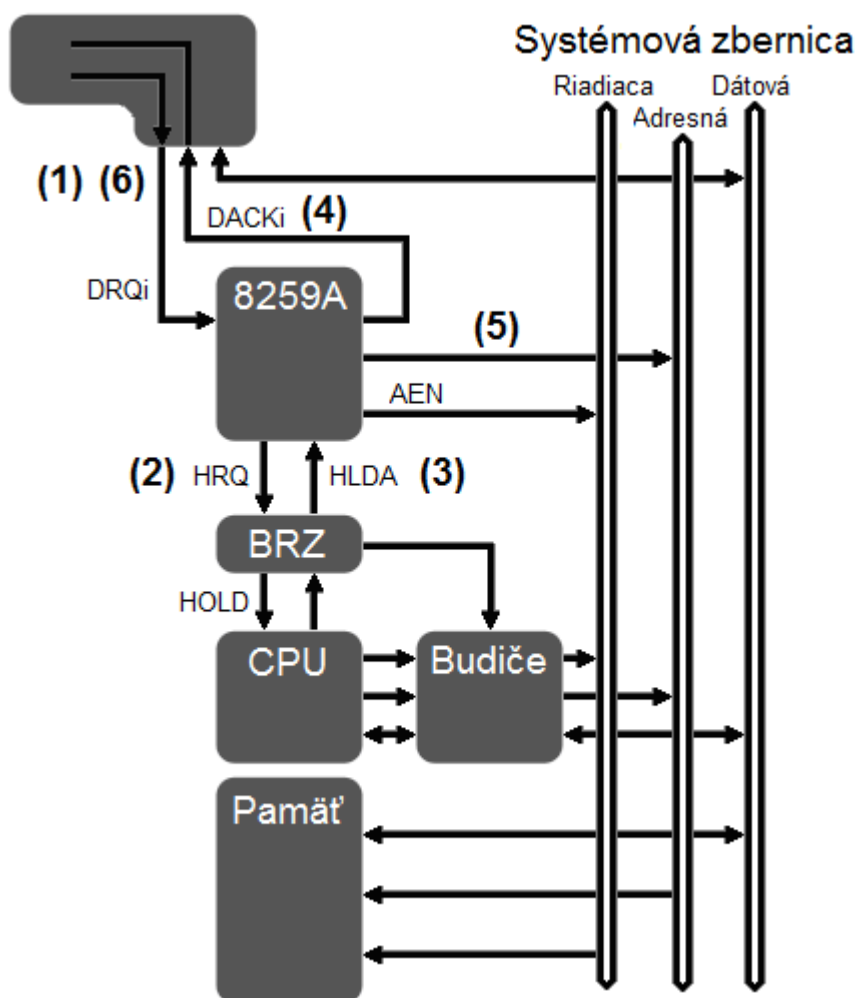 Systémová zbernica
Riadiaca
Dátová
Adresná
(1) (6)
DACKi (4)
DRQi
8259A
(5)
AEN
(2) HRQ
HLDA (3)
BRZ
HOLD
CPU
Budiče
Pamäť